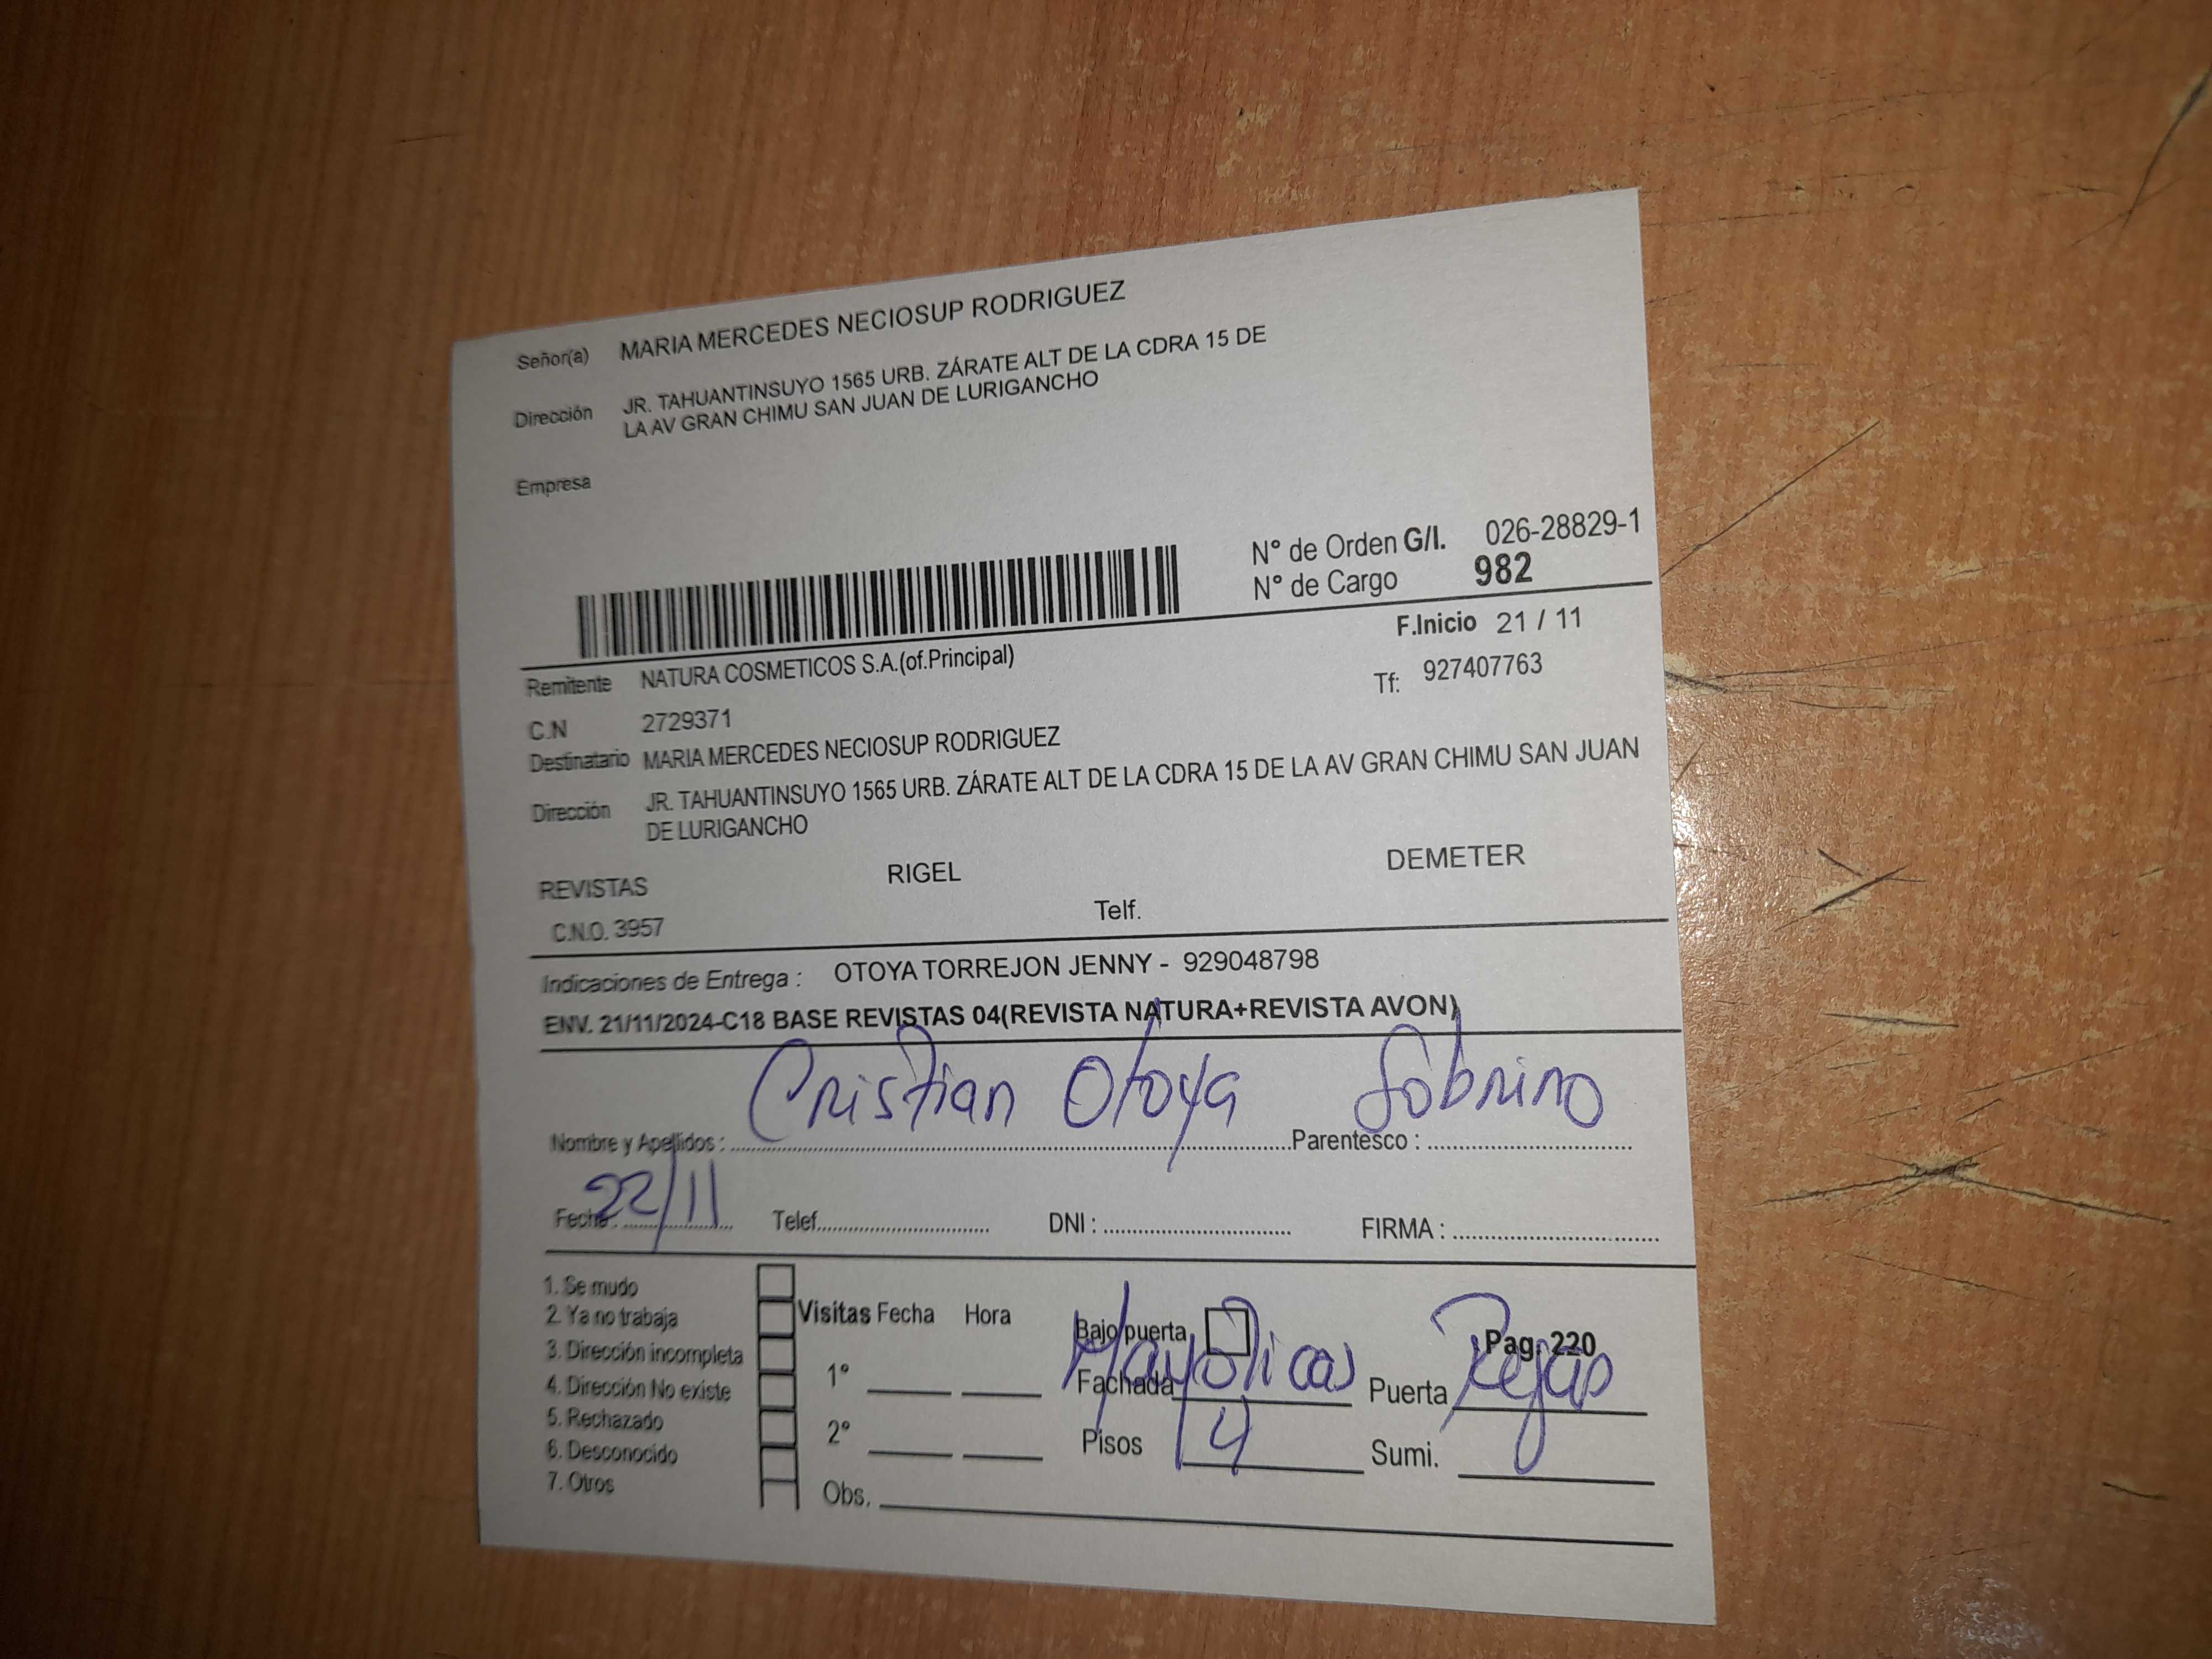 Señor(a) MARIA MERCEDES NECIOSUP RODRIGUEZ
Dirección JR. TAHUANTINSUYO 1565 URB. ZÁRATE ALT DE LA CDRA 15 DE
LA AV GRAN CHIMU SAN JUAN DE LURIGANCHO
Empresa
N° de Orden G/I. 026-28829-1
N° de Cargo 982
F.Inicio 21 / 11
Remitente NATURA COSMETICOS S.A.(of.Principal)
Tf: 927407763
C.N 2729371
Destinatario MARIA MERCEDES NECIOSUP RODRIGUEZ
Dirección JR. TAHUANTINSUYO 1565 URB. ZÁRATE ALT DE LA CDRA 15 DE LA AV GRAN CHIMU SAN JUAN
DE LURIGANCHO
REVISTAS RIGEL DEMETER
C.N.O. 3957 Telf.
Indicaciones de Entrega : OTOYA TORREJON JENNY - 929048798
ENV. 21/11/2024-C18 BASE REVISTAS 04(REVISTA NATURA+REVISTA AVON)
Nombre y Apellidos : Cristian Otoya Parentesco : Sobrino
Fecha : 22/11 Telef. DNI : FIRMA :
1. Se mudo
2. Ya no trabaja
3. Dirección incompleta
4. Dirección No existe
5. Rechazado
6. Desconocido
7. Otros
Visitas Fecha Hora
1°
2°
Obs.
Bajo puerta Pag. 220
Fachada Mayolicas Puerta Rejas
Pisos 4 Sumi.